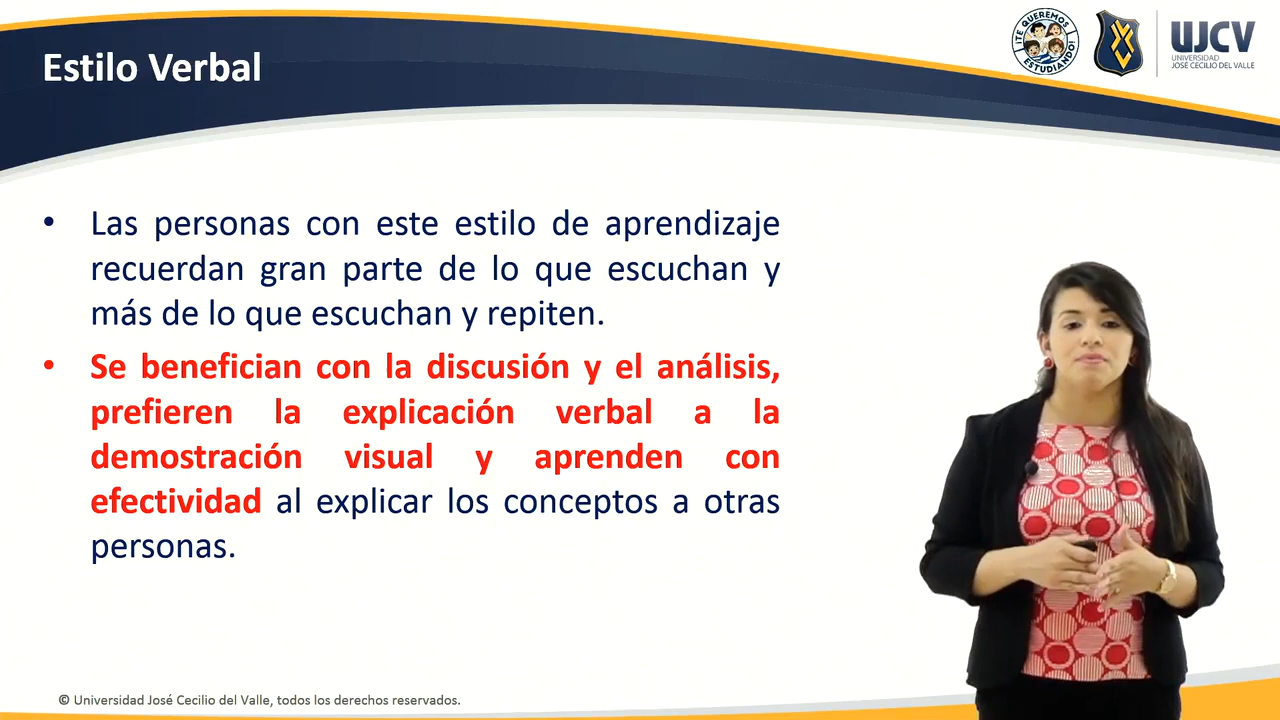 Estilo Verbal
¡TE QUEREMOS
ESTUDIANDO!
UJCV
UNIVERSIDAD
JOSÉ CECILIO DEL VALLE
• Las personas con este estilo de aprendizaje
recuerdan gran parte de lo que escuchan y
más de lo que escuchan y repiten.
• Se benefician con la discusión y el análisis,
prefieren la explicación verbal a la
demostración visual y aprenden con
efectividad al explicar los conceptos a otras
personas.
© Universidad José Cecilio del Valle, todos los derechos reservados.